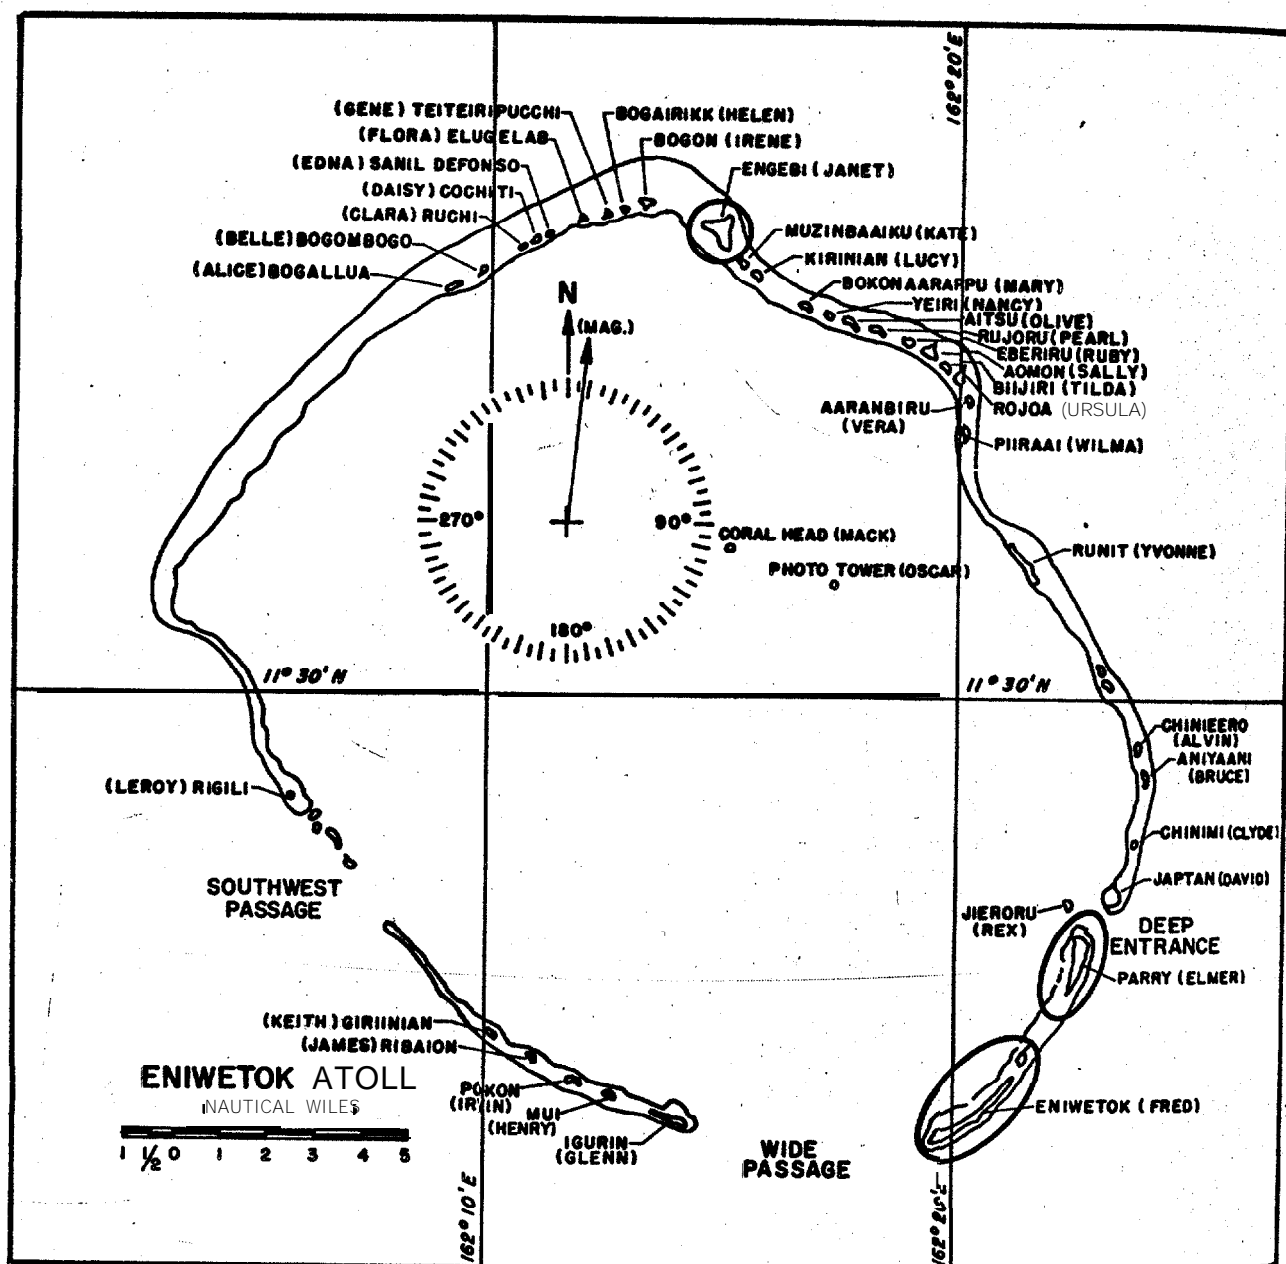 162° 20' E
(GENE) TEITEIRIPUCCHI
BOGAIRIKK (HELEN)
(FLORA) ELUGELAB
BOGON (IRENE)
(EDNA) SANIL DEFONSO
ENGEBI (JANET)
(DAISY) COCHITI
(CLARA) RUCHI
(BELLE) BOGOMBOGO
MUZINBAAIKU (KATE)
(ALICE) BOGALLUA
KIRINIAN (LUCY)
BOKONAARAPPU (MARY)
YEIRI (NANCY)
AITSU (OLIVE)
RUJORU (PEARL)
EBERIRU (RUBY)
AOMON (SALLY)
BIIJIRI (TILDA)
ROJOA (URSULA)
N
(MAG.)
AARANBIRU
(VERA)
PIIRAAI (WILMA)
270°
90°
180°
CORAL HEAD (MACK)
PHOTO TOWER (OSCAR)
RUNIT (YVONNE)
11° 30' N
11° 30' N
CHINIEERO
(ALVIN)
ANIYAANI
(BRUCE)
(LEROY) RIGILI
CHINIMI (CLYDE)
SOUTHWEST
PASSAGE
JAPTAN (DAVID)
JIERORU
(REX)
DEEP
ENTRANCE
PARRY (ELMER)
(KEITH) GIRIINIAN
(JAMES) RIBAION
POKON
(IRWIN)
MUI
(HENRY)
IGURIN
(GLENN)
ENIWETOK (FRED)
WIDE
PASSAGE
ENIWETOK ATOLL
NAUTICAL WILES
1 1/2 0 1 2 3 4 5
162° 10' E